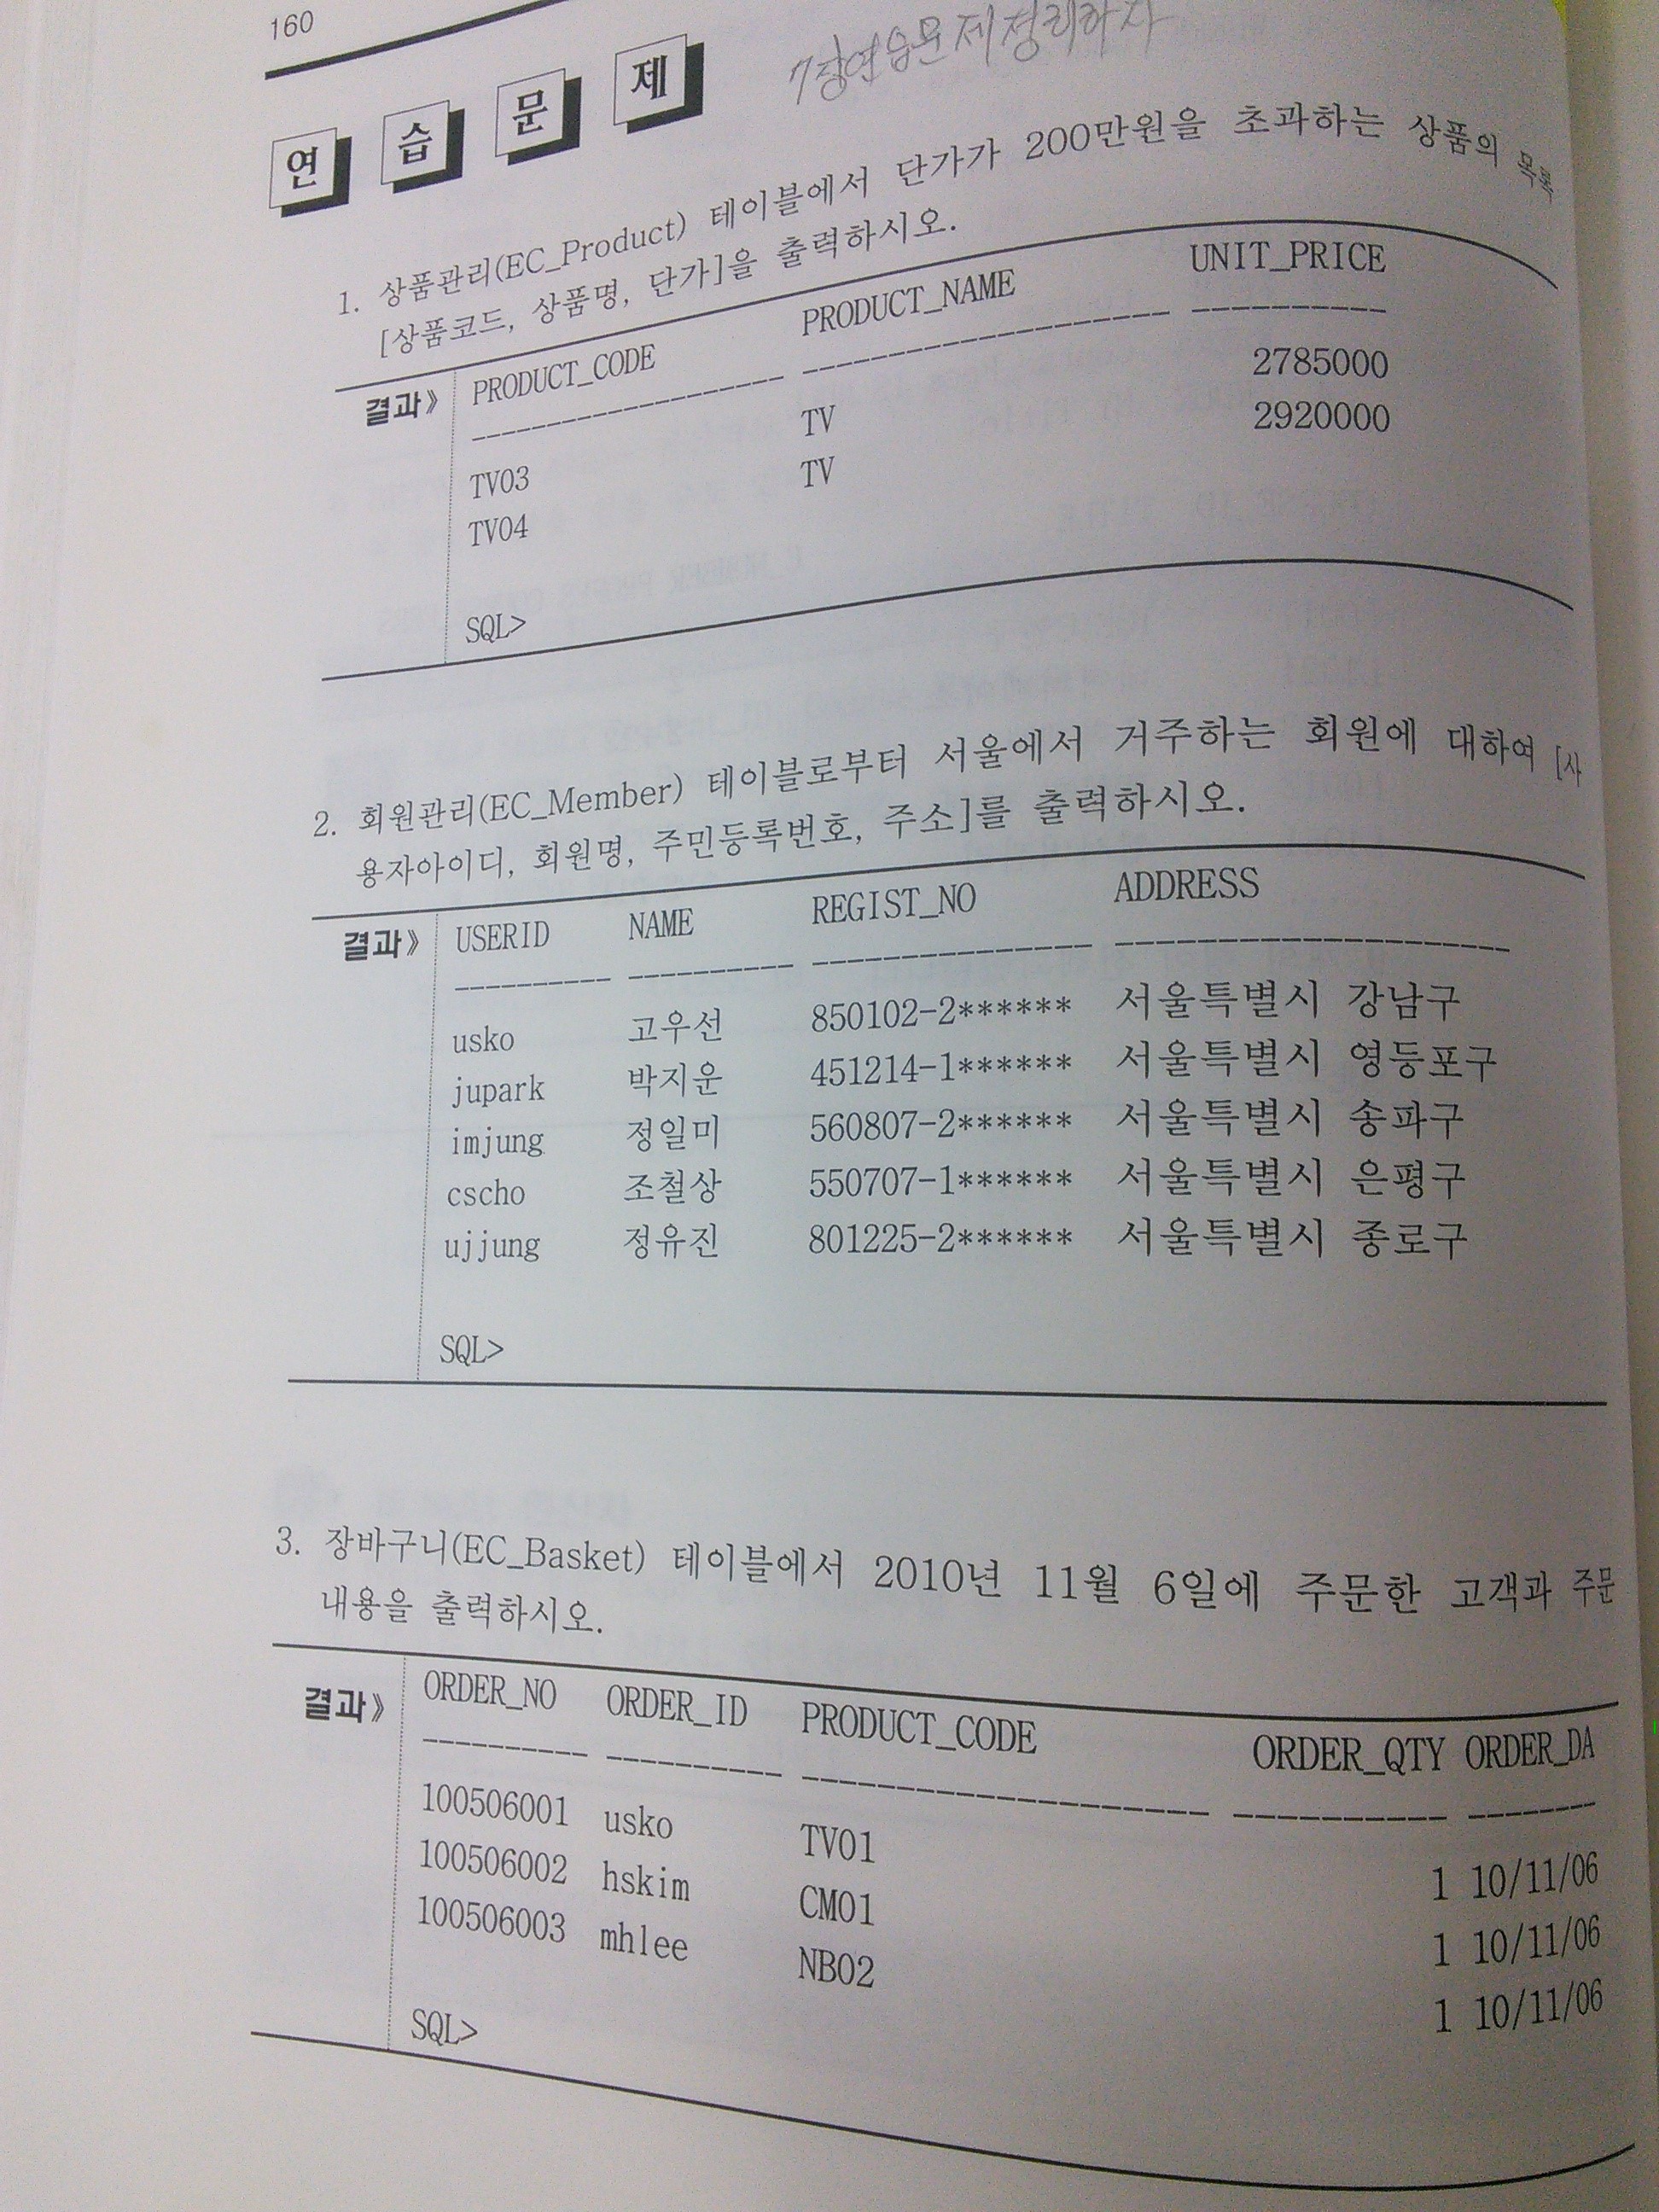 160
7장연습문제정리하자
연습문제
1. 상품관리(EC_Product) 테이블에서 단가가 200만원을 초과하는 상품의 목록
[상품코드, 상품명, 단가]을 출력하시오.
결과》 PRODUCT_CODE PRODUCT_NAME UNIT_PRICE
-------------------- -------------------- ----------
TV03 TV 2785000
TV04 TV 2920000
SQL>
2. 회원관리(EC_Member) 테이블로부터 서울에서 거주하는 회원에 대하여 [사
용자아이디, 회원명, 주민등록번호, 주소]를 출력하시오.
결과》 USERID NAME REGIST_NO ADDRESS
---------- ---------- ---------------- --------------------
usko 고우선 850102-2****** 서울특별시 강남구
jupark 박지운 451214-1****** 서울특별시 영등포구
imjung 정일미 560807-2****** 서울특별시 송파구
cscho 조철상 550707-1****** 서울특별시 은평구
ujjung 정유진 801225-2****** 서울특별시 종로구
SQL>
3. 장바구니(EC_Basket) 테이블에서 2010년 11월 6일에 주문한 고객과 주문
내용을 출력하시오.
결과》 ORDER_NO ORDER_ID PRODUCT_CODE ORDER_QTY ORDER_DA
---------- ---------- -------------------- ---------- --------
100506001 usko TV01 1 10/11/06
100506002 hskim CM01 1 10/11/06
100506003 mhlee NB02 1 10/11/06
SQL>